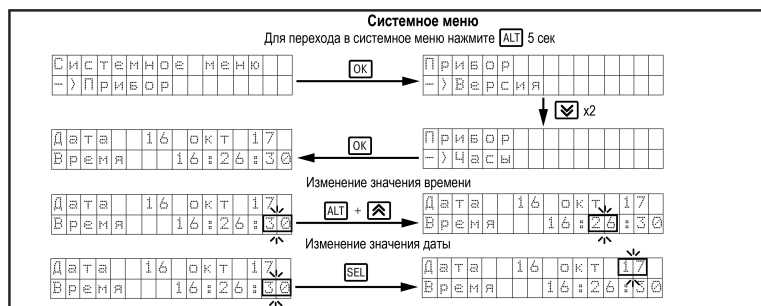 Системное меню
Для перехода в системное меню нажмите ALT 5 сек
Системное меню
->Прибор
OK
Прибор
->Версия
x2
Дата 16 окт 17
Время 16:26:30
OK
Прибор
->Часы
Изменение значения времени
Дата 16 окт 17
Время 16:26:30
ALT +
Дата 16 окт 17
Время 16:26:30
Изменение значения даты
Дата 16 окт 17
Время 16:26:30
SEL
Дата 16 окт 17
Время 16:26:30